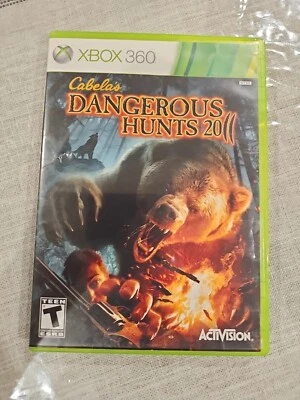 XBOX 360
Cabela's
DANGEROUS
HUNTS 2011
TEEN
T
ESRB
ACTIVISION